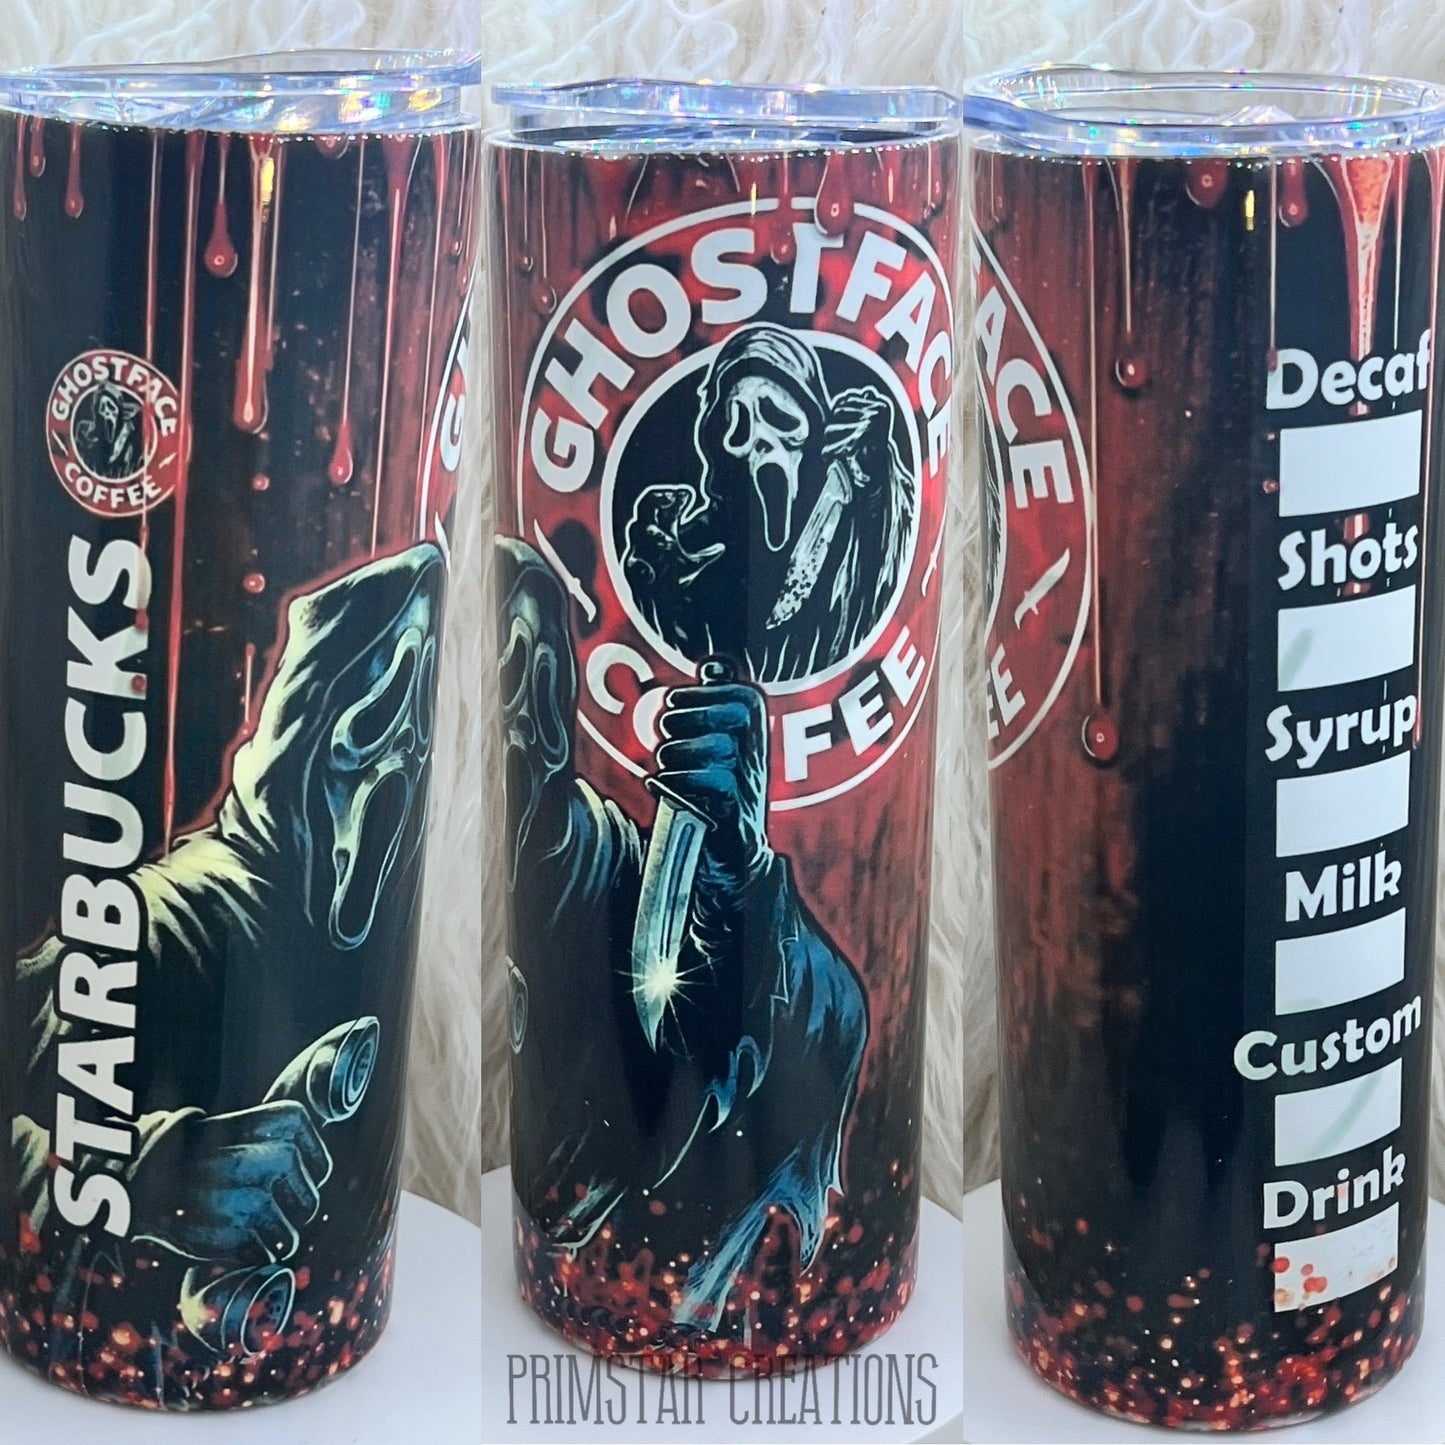 GHOSTFACE
COFFEE
STARBUCKS
GHOSTFACE
COFFEE
Decaf
Shots
Syrup
Milk
Custom
Drink
PRIMSTAR CREATIONS